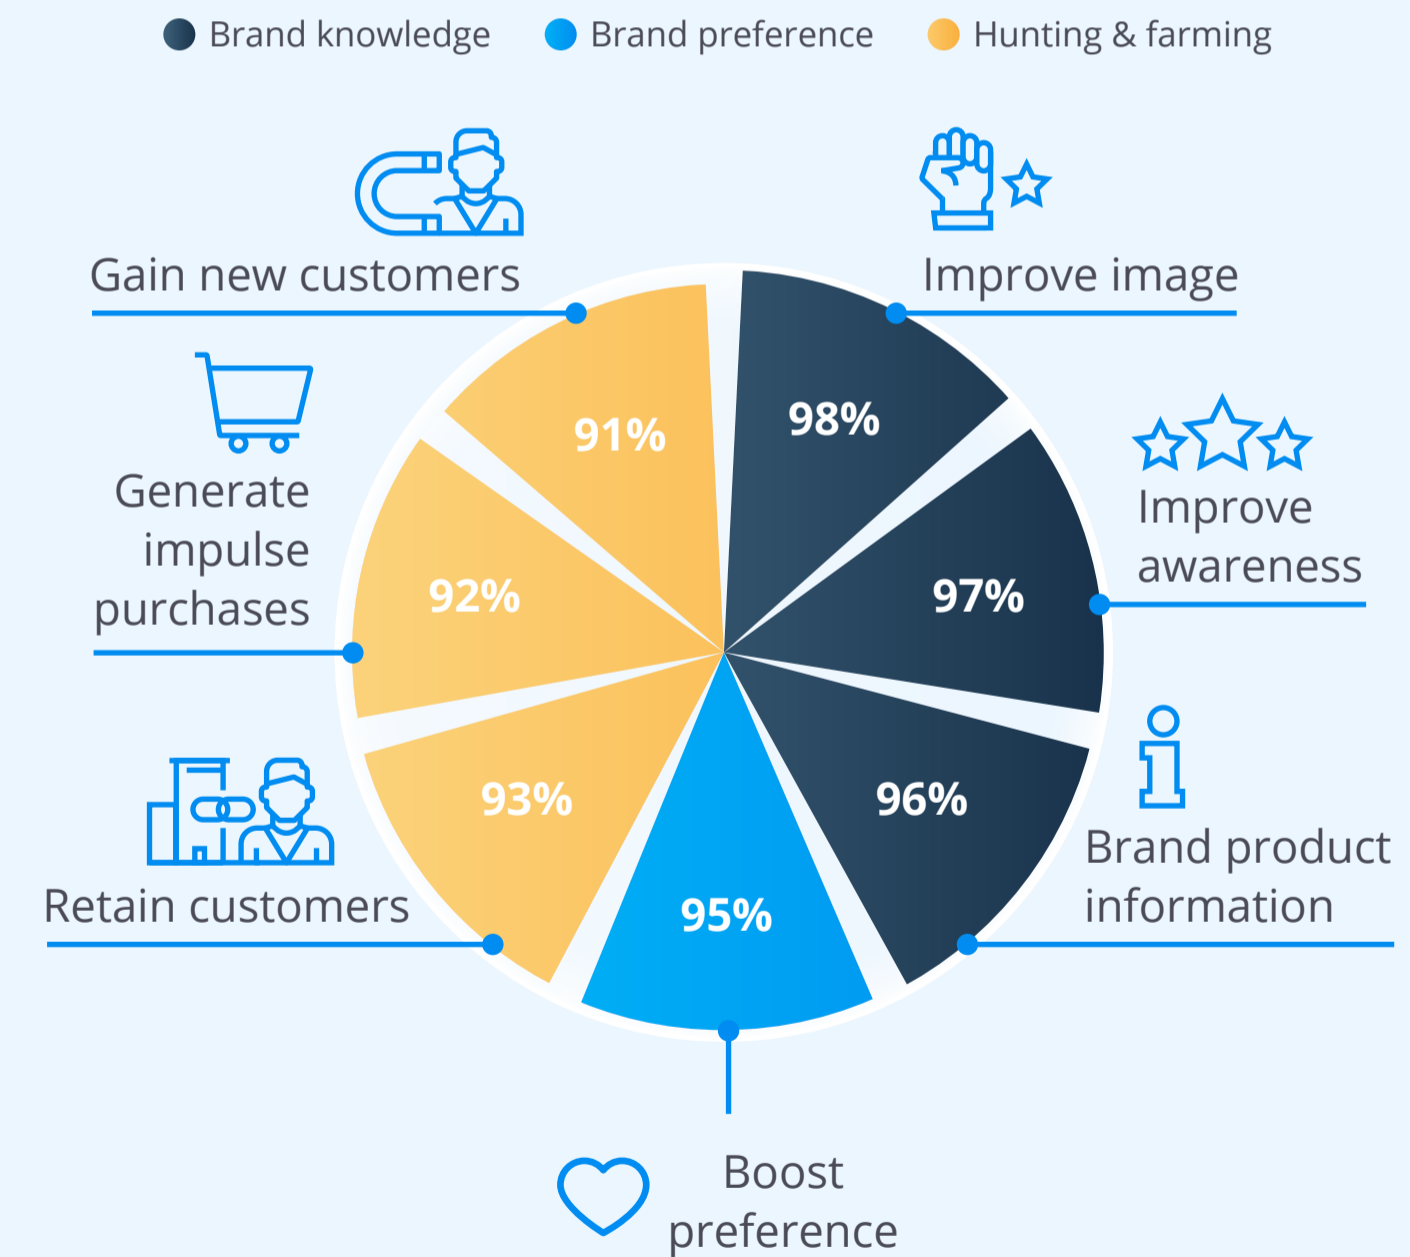 Brand knowledge
Brand preference
Hunting & farming
Gain new customers
Improve image
91%
98%
Generate
impulse
purchases
Improve
awareness
92%
97%
93%
96%
Retain customers
Brand product
information
95%
Boost
preference